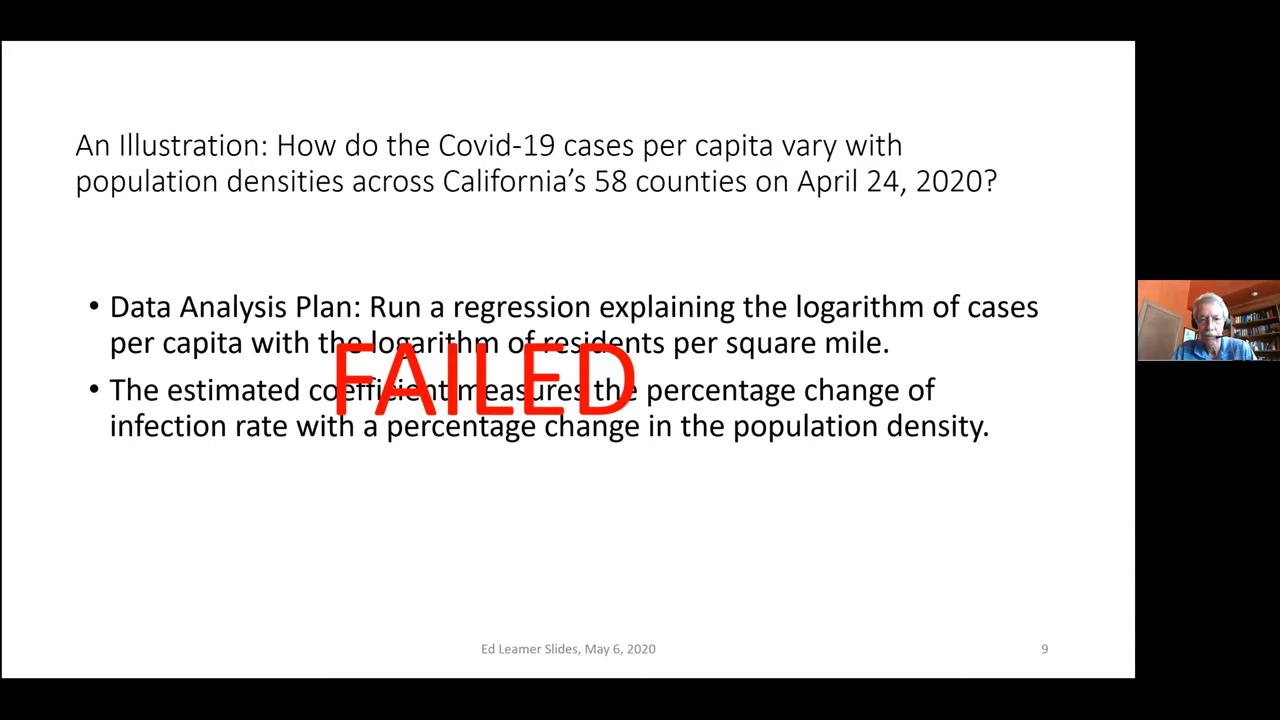 An Illustration: How do the Covid-19 cases per capita vary with
population densities across California’s 58 counties on April 24, 2020?
• Data Analysis Plan: Run a regression explaining the logarithm of cases
per capita with the logarithm of residents per square mile.
FAILED
• The estimated coefficient measures the percentage change of
infection rate with a percentage change in the population density.
Ed Leamer Slides, May 6, 2020
9